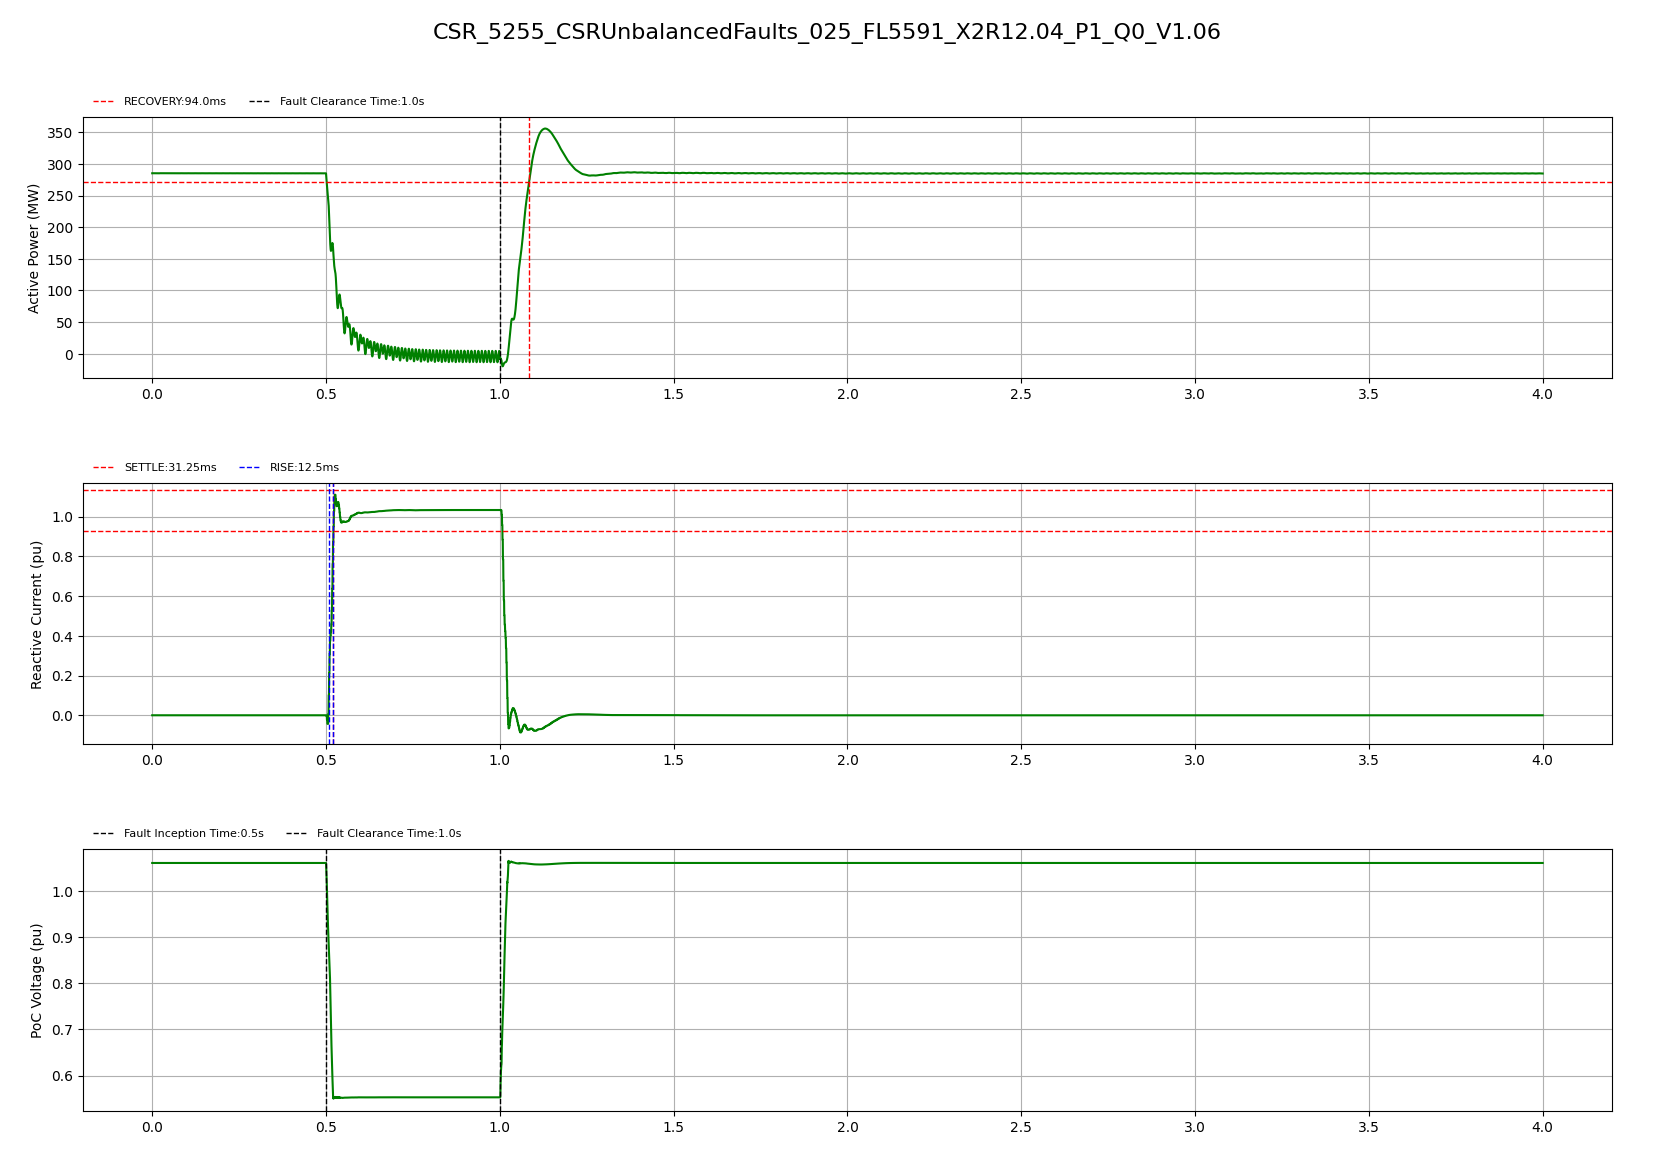 CSR_5255_CSRUnbalancedFaults_025_FL5591_X2R12.04_P1_Q0_V1.06
RECOVERY:94.0ms Fault Clearance Time:1.0s
Active Power (MW)
350
300
250
200
150
100
50
0
0.0 0.5 1.0 1.5 2.0 2.5 3.0 3.5 4.0
SETTLE:31.25ms RISE:12.5ms
Reactive Current (pu)
1.0
0.8
0.6
0.4
0.2
0.0
0.0 0.5 1.0 1.5 2.0 2.5 3.0 3.5 4.0
Fault Inception Time:0.5s Fault Clearance Time:1.0s
PoC Voltage (pu)
1.0
0.9
0.8
0.7
0.6
0.0 0.5 1.0 1.5 2.0 2.5 3.0 3.5 4.0